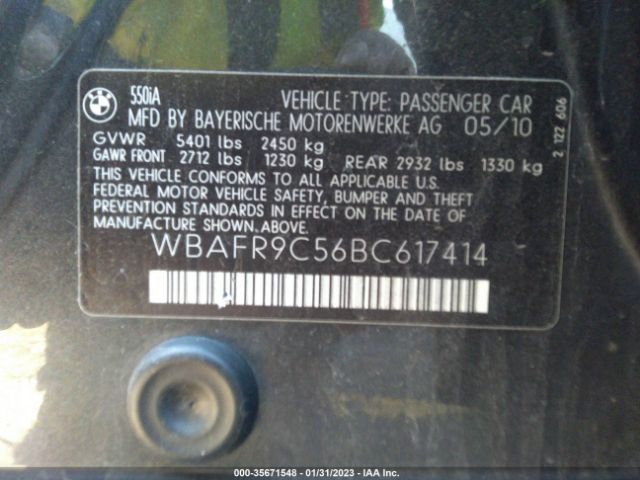 BMW
550iA
VEHICLE TYPE: PASSENGER CAR
MFD BY BAYERISCHE MOTORENWERKE AG 05/10
GVWR 5401 lbs 2450 kg
GAWR FRONT 2712 lbs 1230 kg REAR 2932 lbs 1330 kg
THIS VEHICLE CONFORMS TO ALL APPLICABLE U.S.
FEDERAL MOTOR VEHICLE SAFETY, BUMPER AND THEFT
PREVENTION STANDARDS IN EFFECT ON THE DATE OF
MANUFACTURE SHOWN ABOVE.
WBAFR9C56BC617414
2 122 606
000-35671548 - 01/31/2023 - IAA Inc.